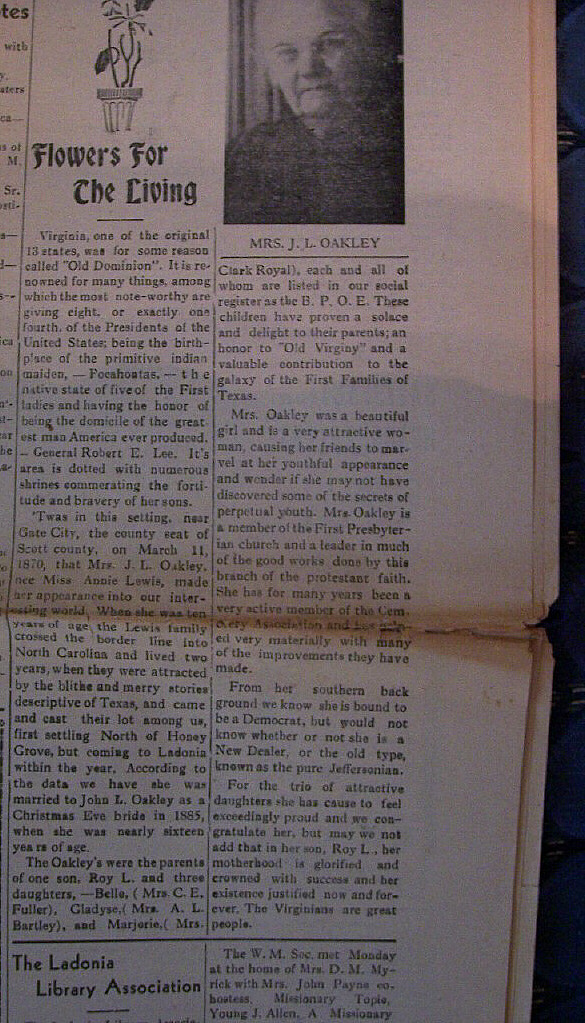 otes
with
y.
aters
ca—
s of
M.
Sr.
Flowers For
The Living
Virginia, one of the original
13 states, was for some reason
called "Old Dominion". It is re-
nowned for many things, among
which the most note-worthy are
giving eight, or exactly one
fourth, of the Presidents of the
United States; being the birth-
place of the primitive indian
maiden, — Pocahontas, — the
native state of five of the First
ladies and having the honor of
being the domicile of the great-
est man America ever produced,
— General Robert E. Lee. It's
area is dotted with numerous
shrines commerating the forti-
tude and bravery of her sons.
'Twas in this setting, near
Gate City, the county seat of
Scott county, on March 11,
1870, that Mrs. J. L. Oakley,
nee Miss Annie Lewis, made
her appearance into our inter-
esting world. When she was ten
years of age, the Lewis family
crossed the border line into
North Carolina and lived two
years, when they were attracted
by the blithe and merry stories
descriptive of Texas, and came
and cast their lot among us,
first settling North of Honey
Grove, but coming to Ladonia
within the year. According to
the data we have she was
married to John L. Oakley as a
Christmas Eve bride in 1885,
when she was nearly sixteen
years of age.
The Oakley's were the parents
of one son, Roy L. and three
daughters, —Belle, ( Mrs. C. E.
Fuller), Gladyse,( Mrs. A. L.
Bartley), and Marjorie,( Mrs.
MRS. J. L. OAKLEY
Clark Royal), each and all of
whom are listed in our social
register as the B. P. O. E. These
children have proven a solace
and delight to their parents; an
honor to "Old Virginy" and a
valuable contribution to the
galaxy of the First Families of
Texas.
Mrs. Oakley was a beautiful
girl and is a very attractive wo-
man, causing her friends to mar-
vel at her youthful appearance
and wonder if she may not have
discovered some of the secrets of
perpetual youth. Mrs. Oakley is
a member of the First Presbyter-
ian church and a leader in much
of the good works done by this
branch of the protestant faith.
She has for many years been a
very active member of the Cem-
etery Association and has help-
ed very materially with many
of the improvements they have
made.
From her southern back
ground we know she is bound to
be a Democrat, but would not
know whether or not she is a
New Dealer, or the old type,
known as the pure Jeffersonian.
For the trio of attractive
daughters she has cause to feel
exceedingly proud and we con-
gratulate her, but may we not
add that in her son, Roy L., her
motherhood is glorified and
crowned with success and her
existence justified now and for-
ever. The Virginians are great
people.
The Ladonia
Library Association
The W. M. Soc. met Monday
at the home of Mrs. D. M. My-
rick with Mrs. John Payne co-
hostess. Missionary Topic,
Young J. Allen, A Missionary